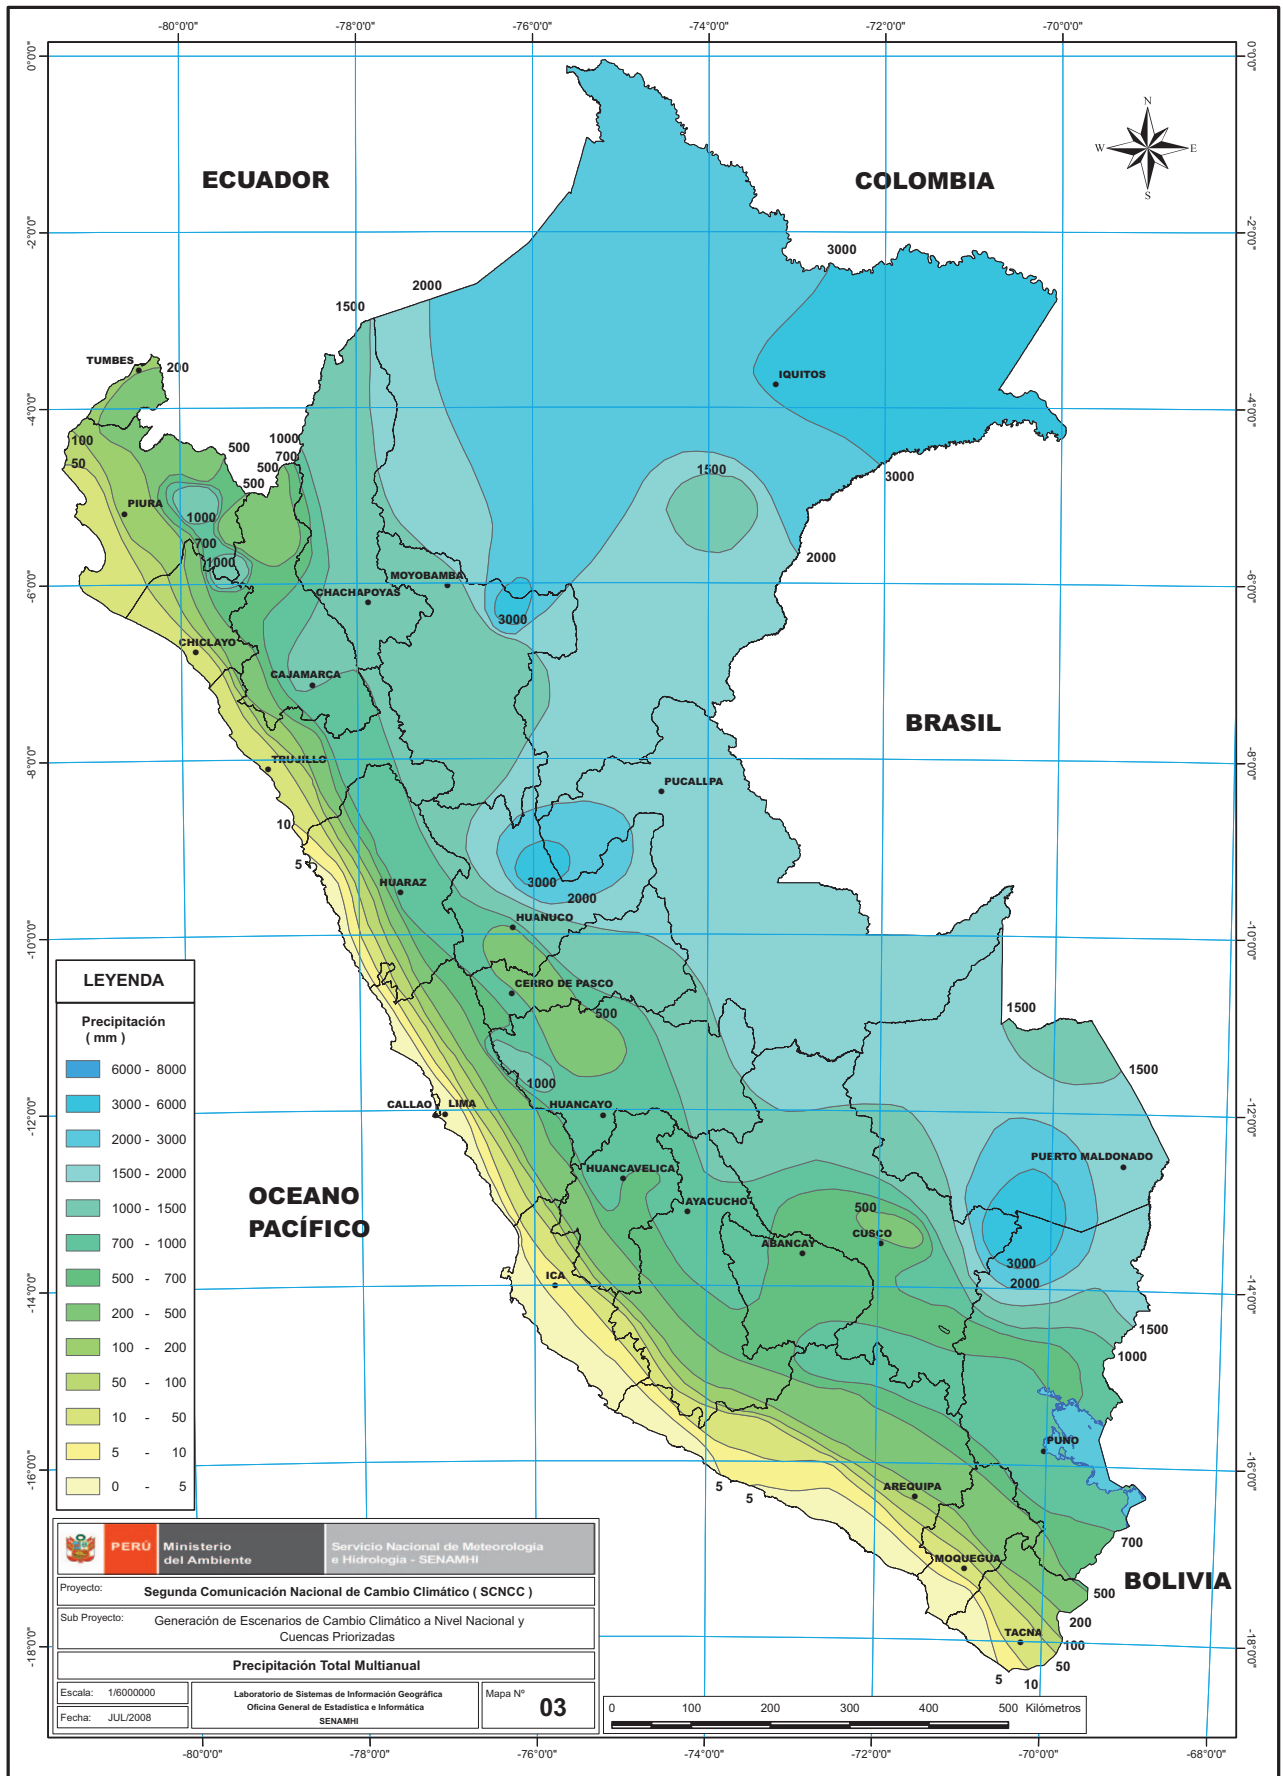 -80°0'0"
-78°0'0"
-76°0'0"
-74°0'0"
-72°0'0"
-70°0'0"
0°0'0"
0°0'0"
N
W
E
S
ECUADOR
COLOMBIA
-2°0'0"
-2°0'0"
3000
2000
1500
TUMBES
200
IQUITOS
-4°0'0"
-4°0'0"
100
50
500
1000
700
500
500
1500
3000
PIURA
1000
700
1000
2000
MOYOBAMBA
CHACHAPOYAS
-6°0'0"
-6°0'0"
3000
CHICLAYO
CAJAMARCA
BRASIL
TRUJILLO
-8°0'0"
-8°0'0"
PUCALLPA
10
5
HUARAZ
3000
2000
HUANUCO
-10°0'0"
-10°0'0"
CERRO DE PASCO
500
1500
1500
1000
CALLAO
LIMA
HUANCAYO
-12°0'0"
-12°0'0"
PUERTO MALDONADO
HUANCAVELICA
AYACUCHO
500
CUSCO
ABANCAY
OCEANO
PACÍFICO
3000
2000
ICA
-14°0'0"
-14°0'0"
1500
1000
PUNO
-16°0'0"
-16°0'0"
5
5
AREQUIPA
700
MOQUEGUA
500
BOLIVIA
200
TACNA
100
50
-18°0'0"
-18°0'0"
5
10
LEYENDA
Precipitación
( mm )
6000 - 8000
3000 - 6000
2000 - 3000
1500 - 2000
1000 - 1500
700 - 1000
500 - 700
200 - 500
100 - 200
50 - 100
10 - 50
5 - 10
0 - 5
PERÚ
Ministerio
del Ambiente
Servicio Nacional de Meteorología
e Hidrología - SENAMHI
Proyecto:
Segunda Comunicación Nacional de Cambio Climático ( SCNCC )
Sub Proyecto:
Generación de Escenarios de Cambio Climático a Nivel Nacional y
Cuencas Priorizadas
Precipitación Total Multianual
Escala: 1/6000000
Fecha: JUL/2008
Laboratorio de Sistemas de Información Geográfica
Oficina General de Estadística e Informática
SENAMHI
Mapa Nº
03
0 100 200 300 400 500 Kilómetros
-80°0'0"
-78°0'0"
-76°0'0"
-74°0'0"
-72°0'0"
-70°0'0"
-68°0'0"